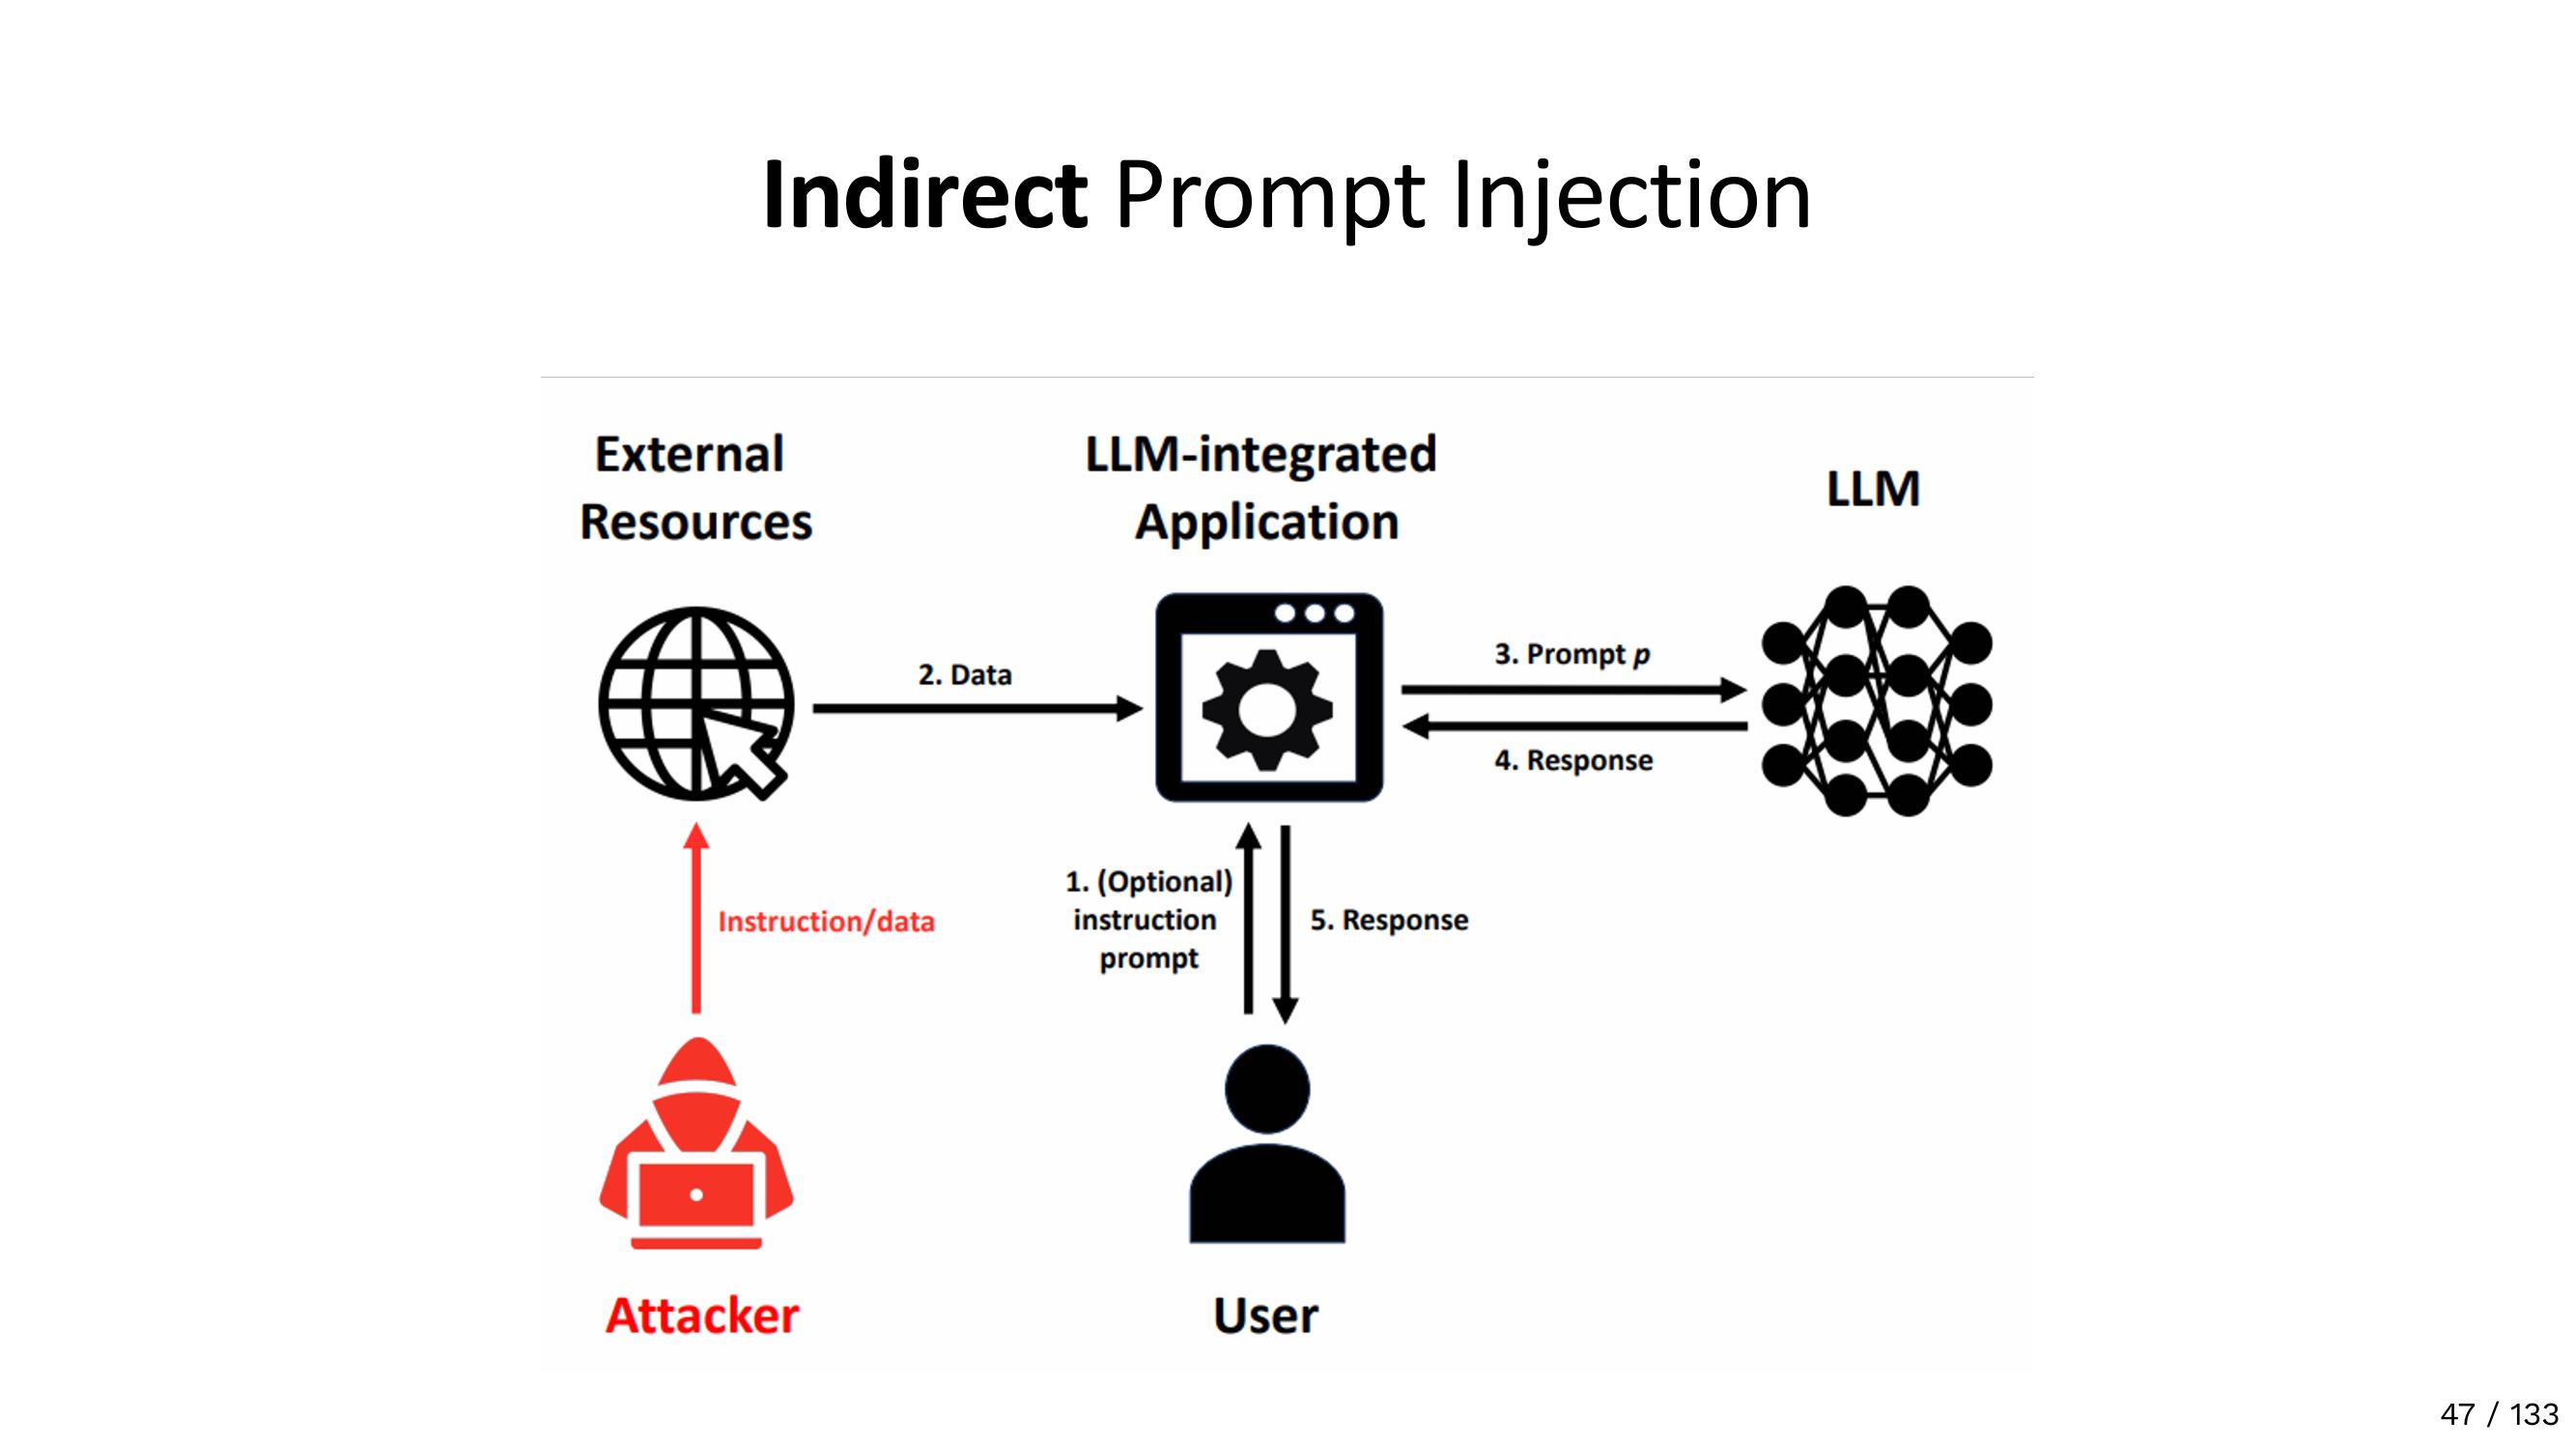 Indirect Prompt Injection
External
Resources
LLM-integrated
Application
LLM
2. Data
3. Prompt p
4. Response
Instruction/data
1. (Optional)
instruction
prompt
5. Response
Attacker
User
47 / 133